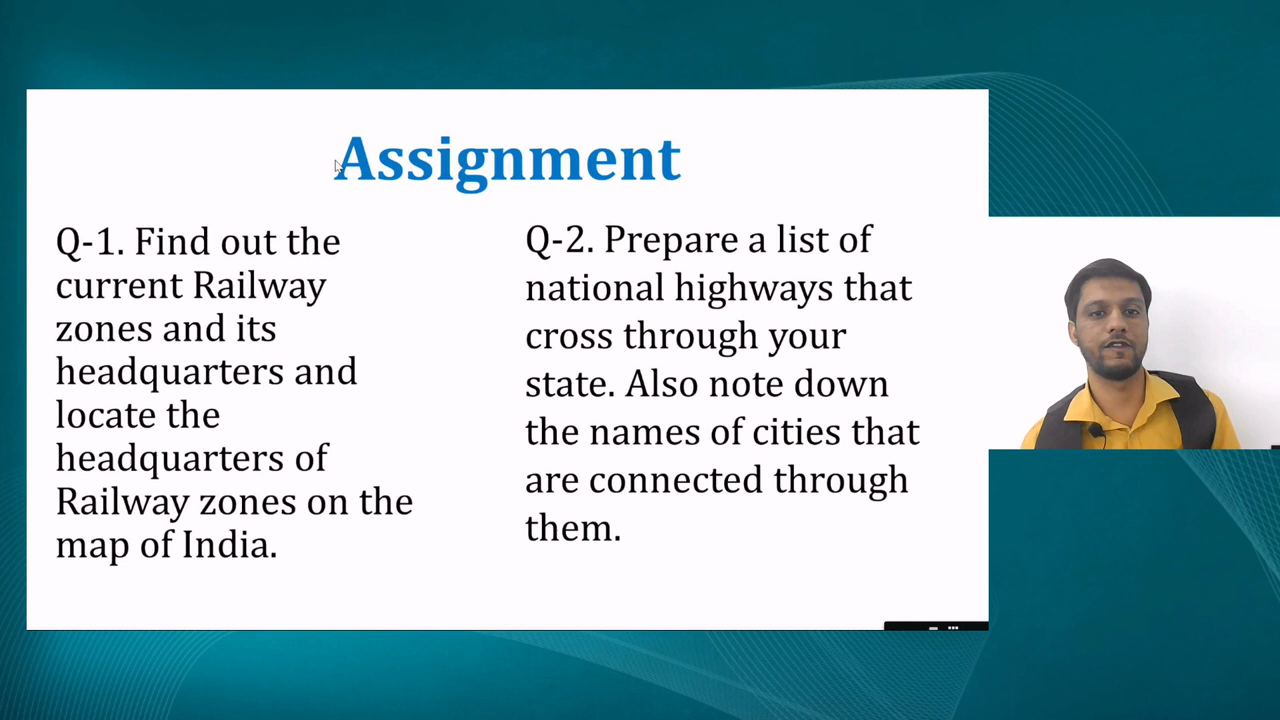 Assignment
Q-1. Find out the
current Railway
zones and its
headquarters and
locate the
headquarters of
Railway zones on the
map of India.
Q-2. Prepare a list of
national highways that
cross through your
state. Also note down
the names of cities that
are connected through
them.